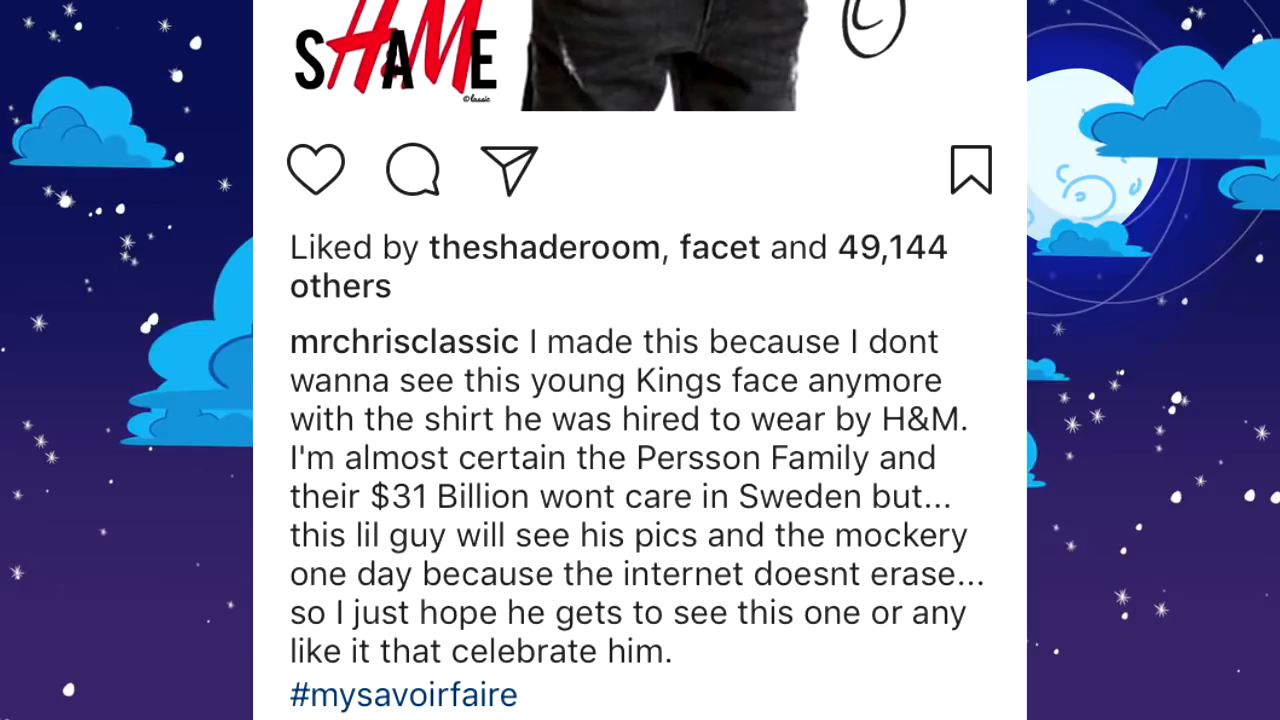 SHAME
©lassic
Liked by theshaderoom, facet and 49,144
others
mrchrisclassic I made this because I dont
wanna see this young Kings face anymore
with the shirt he was hired to wear by H&M.
I'm almost certain the Persson Family and
their $31 Billion wont care in Sweden but...
this lil guy will see his pics and the mockery
one day because the internet doesnt erase...
so I just hope he gets to see this one or any
like it that celebrate him.
#mysavoirfaire